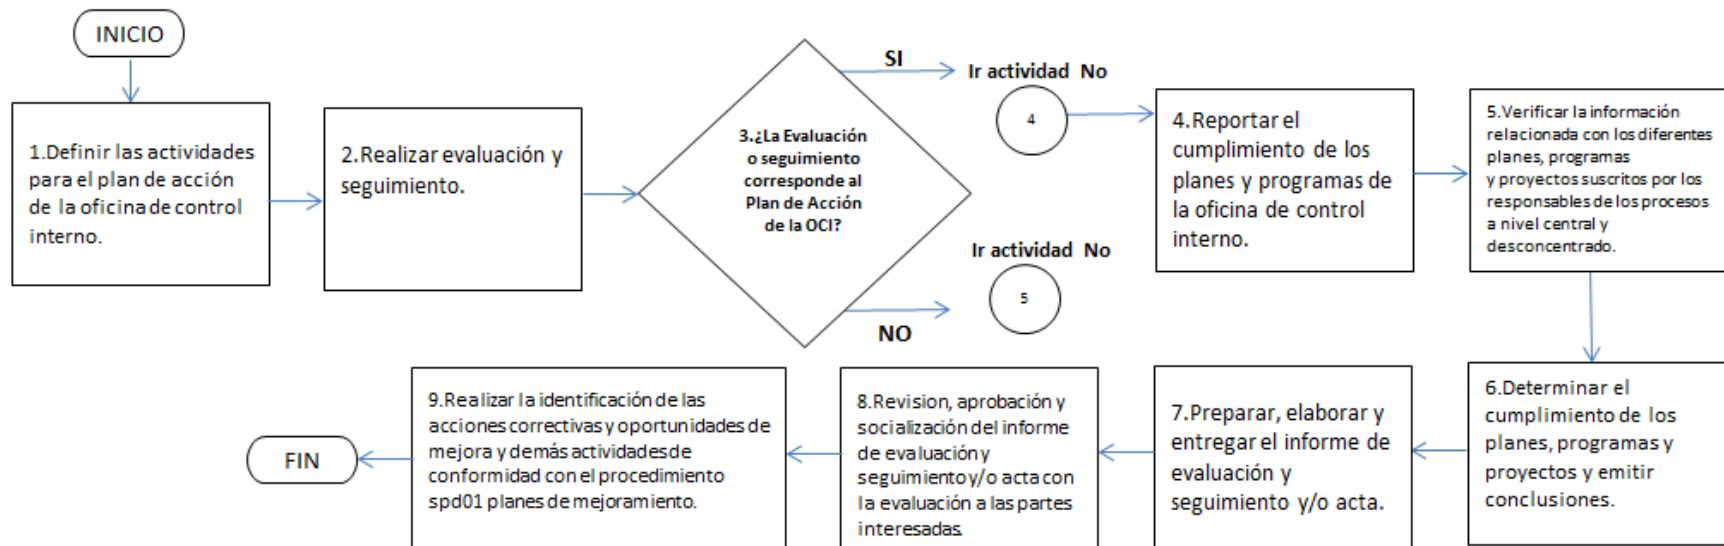 INICIO
1.Definir las actividades
para el plan de acción
de la oficina de control
interno.
2.Realizar evaluación y
seguimiento.
3.¿La Evaluación
o seguimiento
corresponde al
Plan de Acción
de la OCI?
SI
Ir actividad No
4
NO
Ir actividad No
5
4.Reportar el
cumplimiento de los
planes y programas de
la oficina de control
interno.
5.Verificar la información
relacionada con los diferentes
planes, programas
y proyectos suscritos por los
responsables de los procesos
a nivel central y
desconcentrado.
6.Determinar el
cumplimiento de los
planes, programas y
proyectos y emitir
conclusiones.
7.Preparar, elaborar y
entregar el informe de
evaluación y
seguimiento y/o acta.
8.Revision, aprobación y
socialización del informe
de evaluación y
seguimiento y/o acta con
la evaluación a las partes
interesadas.
9.Realizar la identificación de las
acciones correctivas y oportunidades de
mejora y demás actividades de
conformidad con el procedimiento
spd01 planes de mejoramiento.
FIN